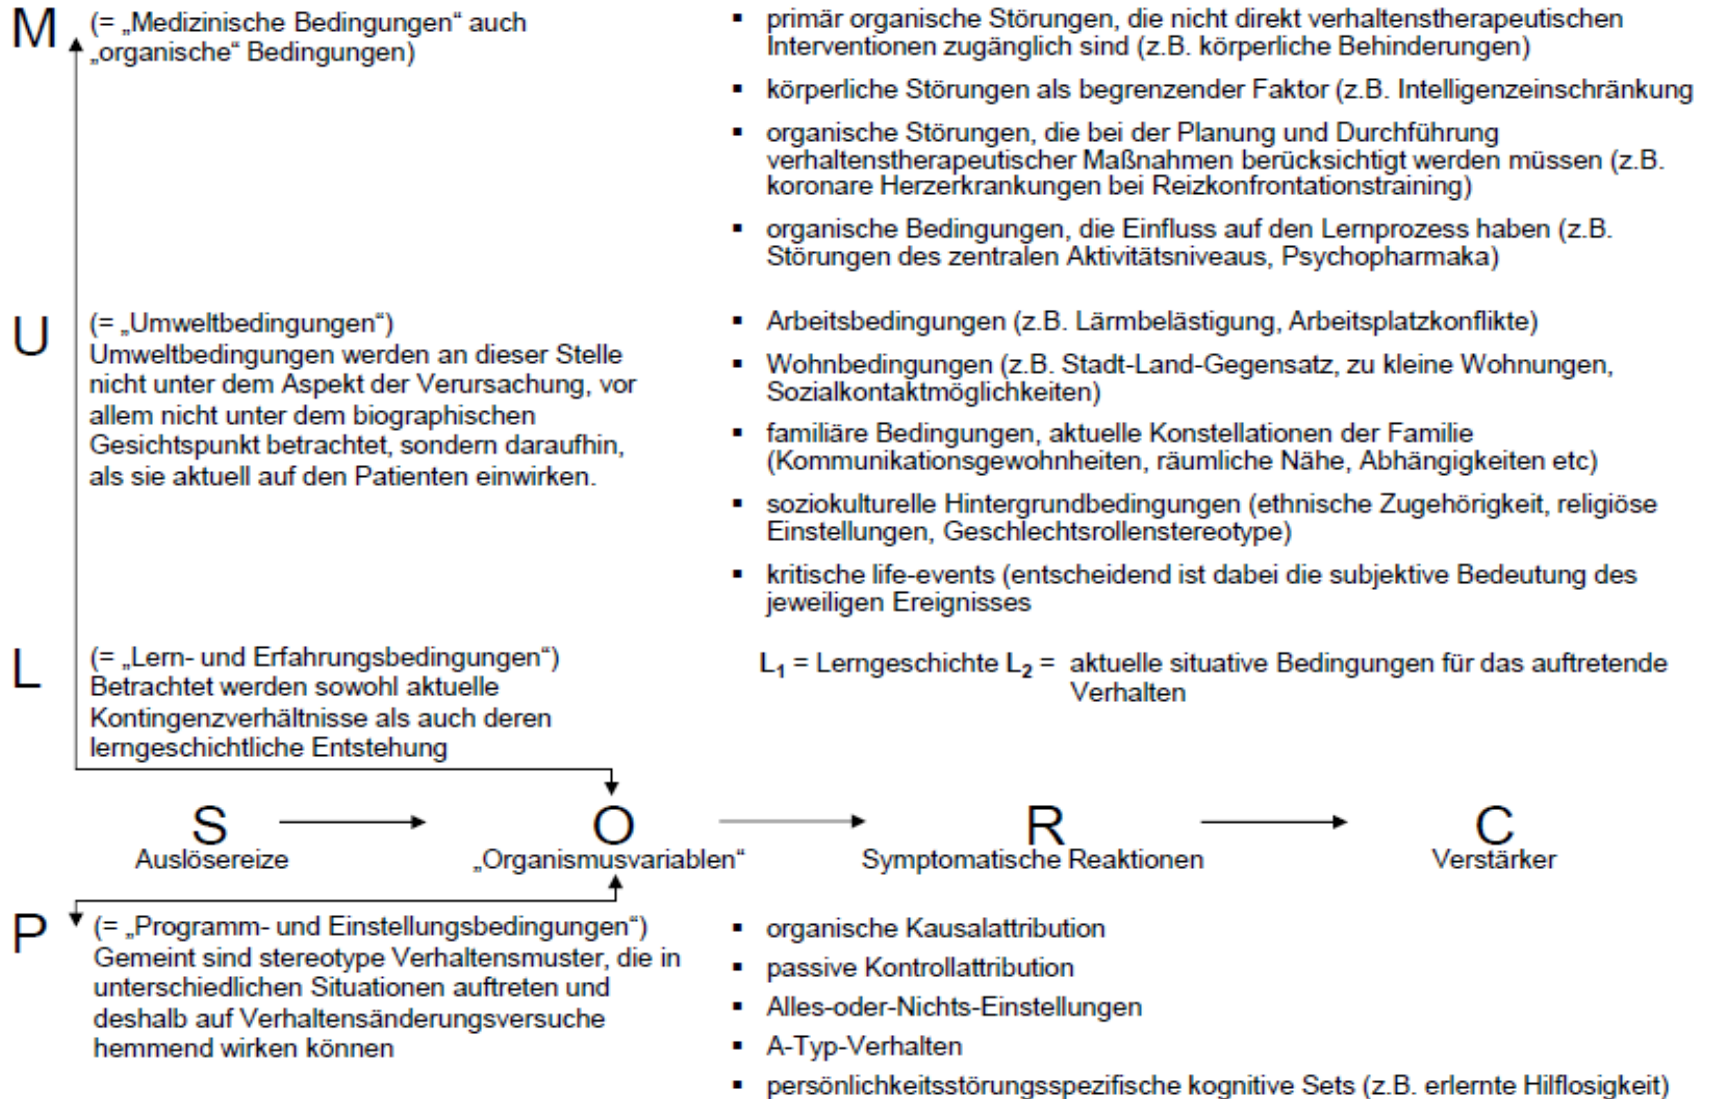 M
(= „Medizinische Bedingungen“ auch
„organische“ Bedingungen)
▪ primär organische Störungen, die nicht direkt verhaltenstherapeutischen
Interventionen zugänglich sind (z.B. körperliche Behinderungen)
▪ körperliche Störungen als begrenzender Faktor (z.B. Intelligenzeinschränkung
▪ organische Störungen, die bei der Planung und Durchführung
verhaltenstherapeutischer Maßnahmen berücksichtigt werden müssen (z.B.
koronare Herzerkrankungen bei Reizkonfrontationstraining)
▪ organische Bedingungen, die Einfluss auf den Lernprozess haben (z.B.
Störungen des zentralen Aktivitätsniveaus, Psychopharmaka)
U
(= „Umweltbedingungen“)
Umweltbedingungen werden an dieser Stelle
nicht unter dem Aspekt der Verursachung, vor
allem nicht unter dem biographischen
Gesichtspunkt betrachtet, sondern daraufhin,
als sie aktuell auf den Patienten einwirken.
▪ Arbeitsbedingungen (z.B. Lärmbelästigung, Arbeitsplatzkonflikte)
▪ Wohnbedingungen (z.B. Stadt-Land-Gegensatz, zu kleine Wohnungen,
Sozialkontaktmöglichkeiten)
▪ familiäre Bedingungen, aktuelle Konstellationen der Familie
(Kommunikationsgewohnheiten, räumliche Nähe, Abhängigkeiten etc)
▪ soziokulturelle Hintergrundbedingungen (ethnische Zugehörigkeit, religiöse
Einstellungen, Geschlechtsrollenstereotype)
▪ kritische life-events (entscheidend ist dabei die subjektive Bedeutung des
jeweiligen Ereignisses
L
(= „Lern- und Erfahrungsbedingungen“)
Betrachtet werden sowohl aktuelle
Kontingenzverhältnisse als auch deren
lerngeschichtliche Entstehung
L₁ = Lerngeschichte L₂ = aktuelle situative Bedingungen für das auftretende
Verhalten
S O R C
Auslösereize „Organismusvariablen“ Symptomatische Reaktionen Verstärker
P
(= „Programm- und Einstellungsbedingungen“)
Gemeint sind stereotype Verhaltensmuster, die in
unterschiedlichen Situationen auftreten und
deshalb auf Verhaltensänderungsversuche
hemmend wirken können
▪ organische Kausalattribution
▪ passive Kontrollattribution
▪ Alles-oder-Nichts-Einstellungen
▪ A-Typ-Verhalten
▪ persönlichkeitsstörungsspezifische kognitive Sets (z.B. erlernte Hilflosigkeit)